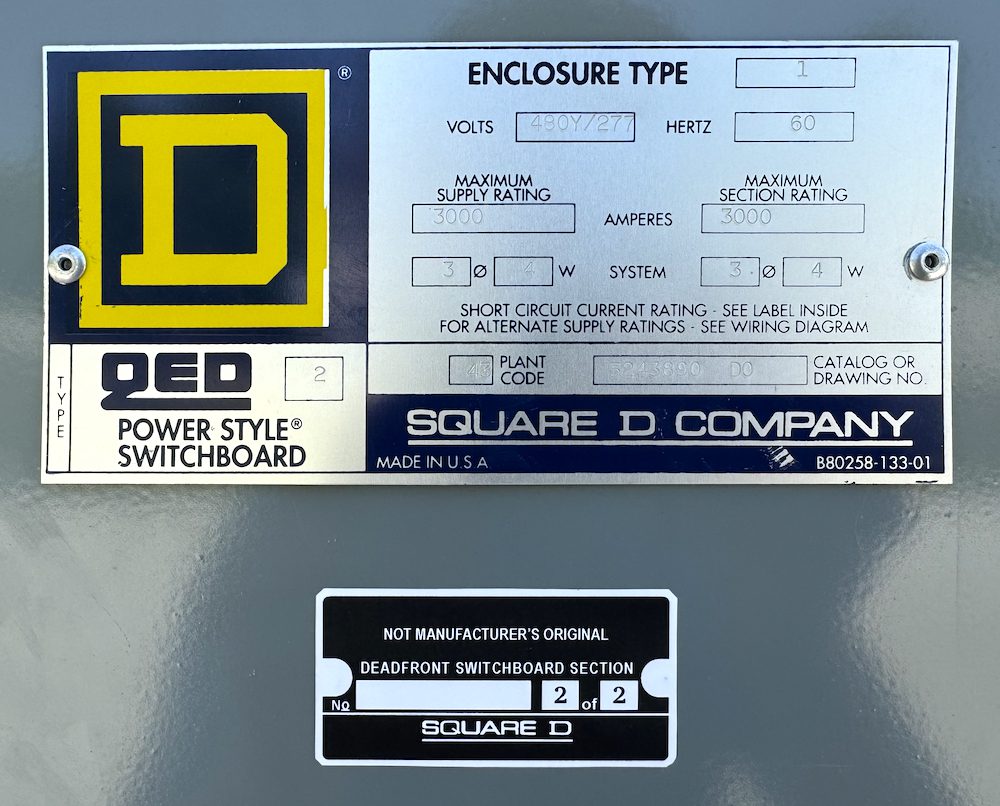 D ®
ENCLOSURE TYPE 1
VOLTS 480Y/277 HERTZ 60
MAXIMUM SUPPLY RATING
MAXIMUM SECTION RATING
3000 AMPERES 3000
3 Ø 4 W SYSTEM 3 Ø 4 W
SHORT CIRCUIT CURRENT RATING - SEE LABEL INSIDE
FOR ALTERNATE SUPPLY RATINGS - SEE WIRING DIAGRAM
TYPE
QED 2
POWER STYLE®
SWITCHBOARD
PLANT CODE
DO
CATALOG OR
DRAWING NO.
SQUARE D COMPANY
MADE IN U.S.A
B80258-133-01
NOT MANUFACTURER'S ORIGINAL
DEADFRONT SWITCHBOARD SECTION
No 2 of 2
SQUARE D